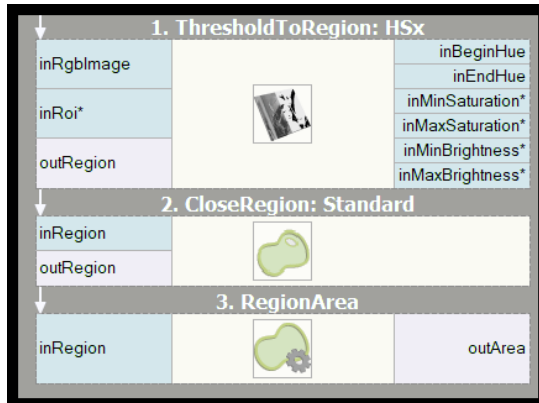 1. ThresholdToRegion: HSx
inRgbImage
inRoi*
outRegion
inBeginHue
inEndHue
inMinSaturation*
inMaxSaturation*
inMinBrightness*
inMaxBrightness*
2. CloseRegion: Standard
inRegion
outRegion
3. RegionArea
inRegion
outArea